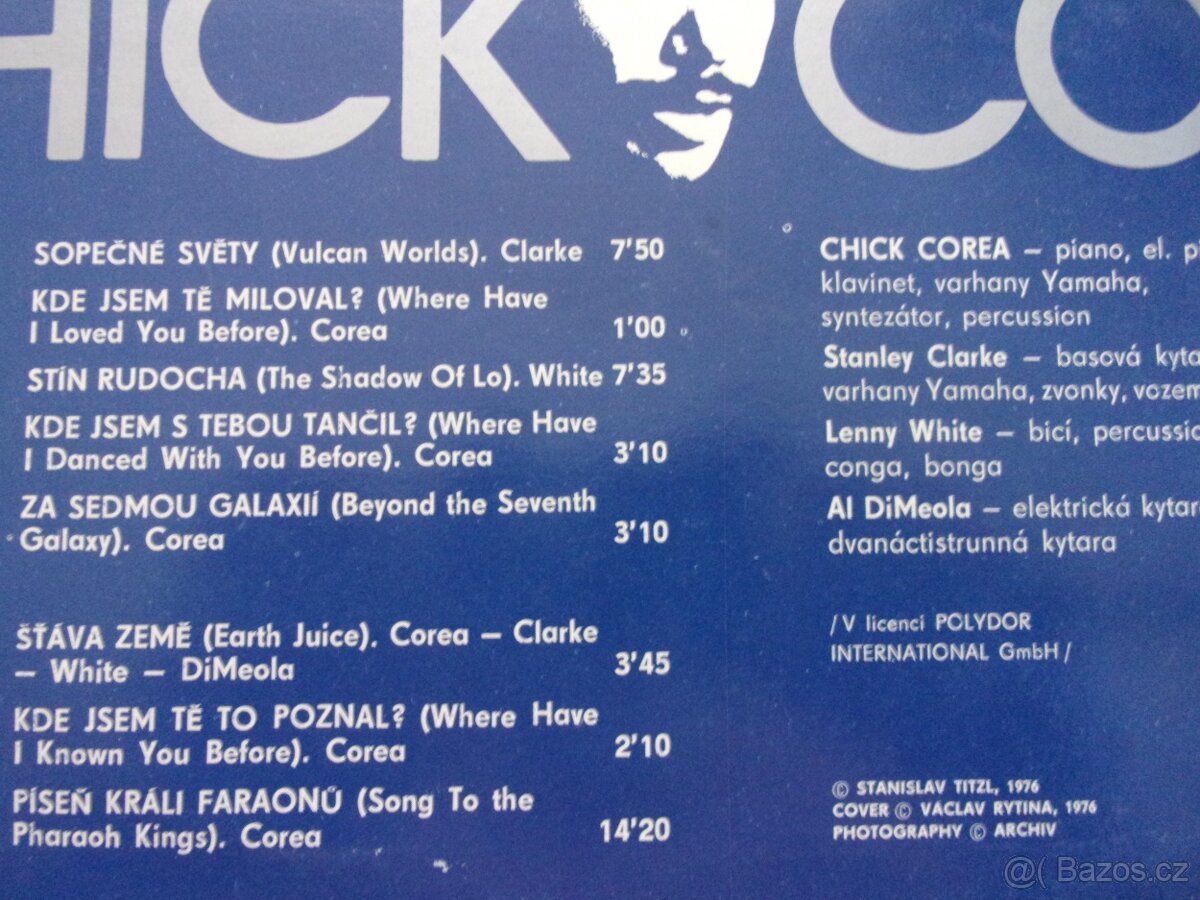 HICK CO
SOPEČNÉ SVĚTY (Vulcan Worlds). Clarke 7'50
KDE JSEM TĚ MILOVAL? (Where Have
I Loved You Before). Corea 1'00
STÍN RUDOCHA (The Shadow Of Lo). White 7'35
KDE JSEM S TEBOU TANČIL? (Where Have
I Danced With You Before). Corea 3'10
ZA SEDMOU GALAXIÍ (Beyond the Seventh
Galaxy). Corea 3'10
ŠŤÁVA ZEMĚ (Earth Juice). Corea – Clarke
– White – DiMeola 3'45
KDE JSEM TĚ TO POZNAL? (Where Have
I Known You Before). Corea 2'10
PÍSEŇ KRÁLI FARAONŮ (Song To the
Pharaoh Kings). Corea 14'20
CHICK COREA – piano, el. pi
klavinet, varhany Yamaha,
syntezátor, percussion
Stanley Clarke – basová kyta
varhany Yamaha, zvonky, vozem
Lenny White – bicí, percussio
conga, bonga
Al DiMeola – elektrická kytara
dvanáctistrunná kytara
/V licenci POLYDOR
INTERNATIONAL GmbH/
© STANISLAV TITZL, 1976
COVER © VÁCLAV RYTINA, 1976
PHOTOGRAPHY © ARCHIV
@( Bazos.cz